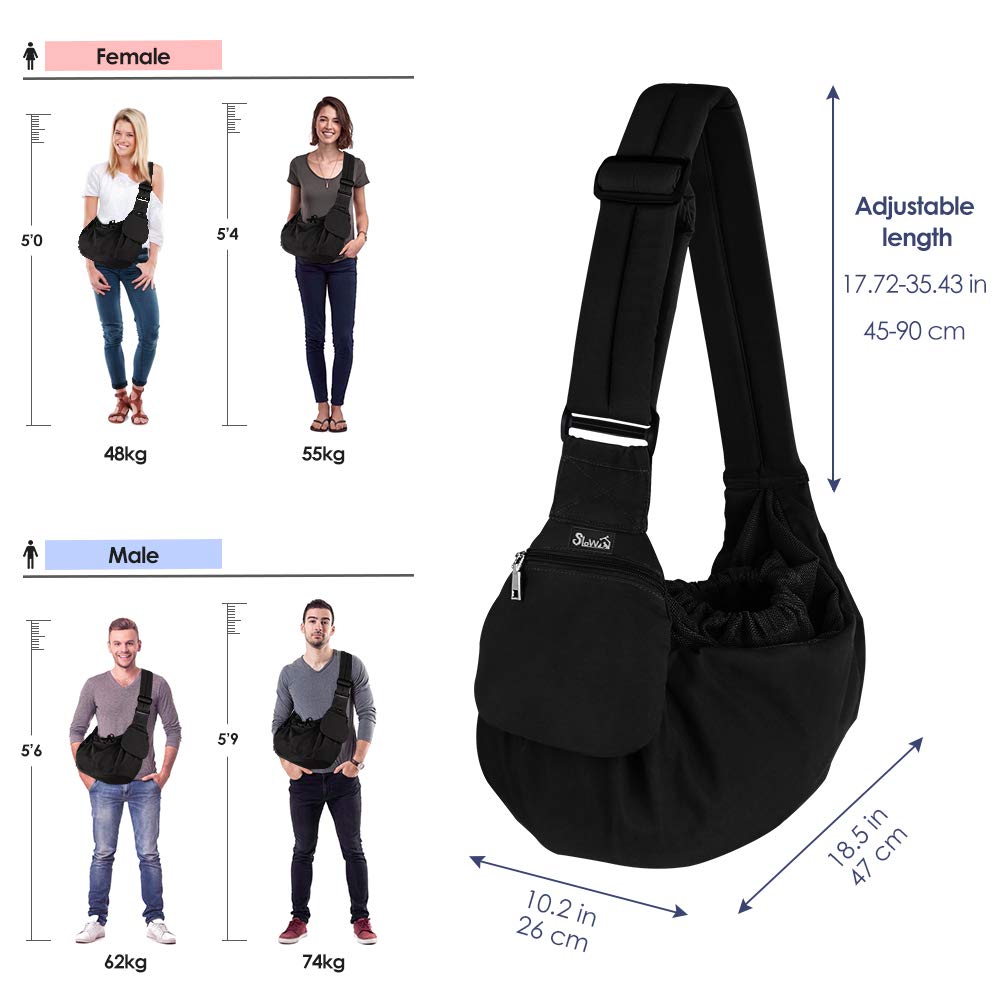 Female
5'0
5'4
48kg
55kg
Male
5'6
5'9
62kg
74kg
SloWTn
Adjustable
length
17.72-35.43 in
45-90 cm
10.2 in
26 cm
18.5 in
47 cm